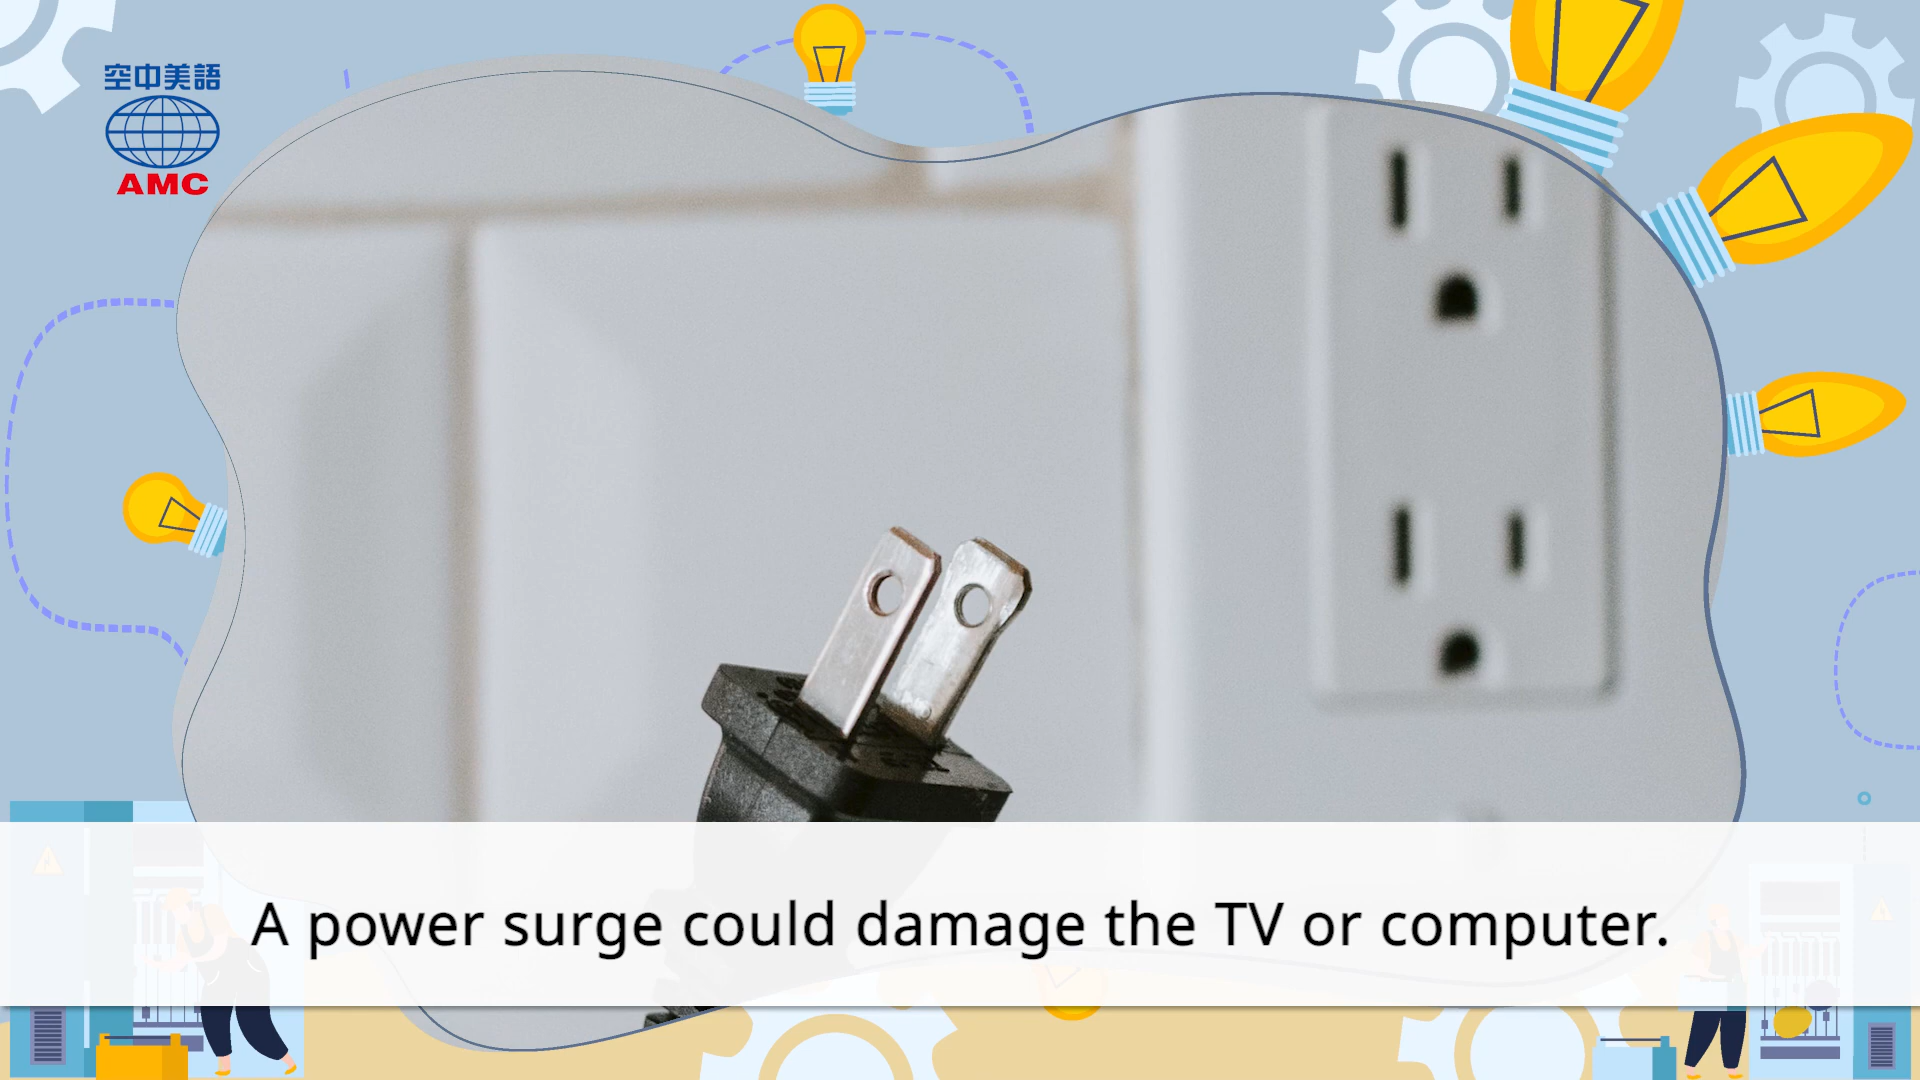 空中美語
AMC
A power surge could damage the TV or computer.